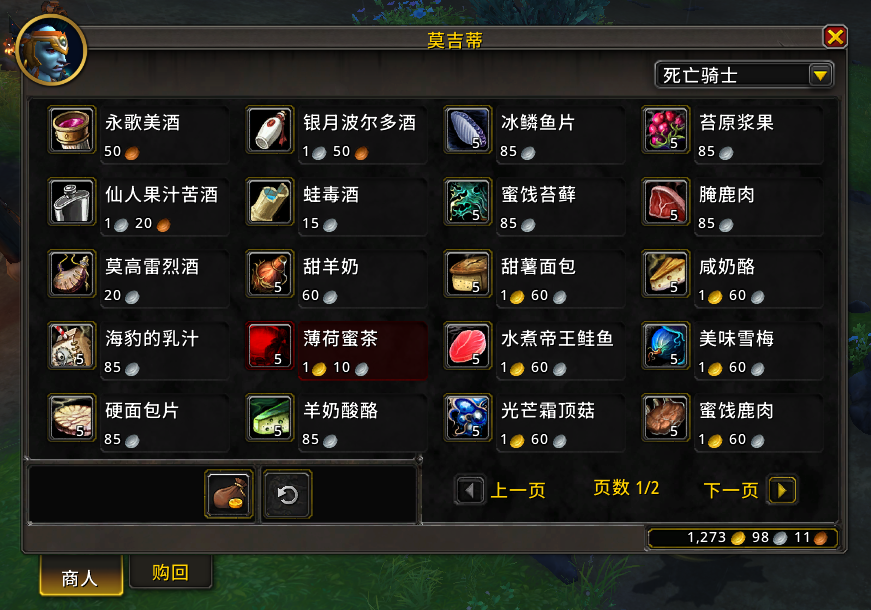 莫吉蒂
死亡骑士
永歌美酒
50
银月波尔多酒
1 50
冰鳞鱼片
5
85
苔原浆果
5
85
仙人果汁苦酒
1 20
蛙毒酒
15
蜜饯苔藓
5
85
腌鹿肉
5
85
莫高雷烈酒
20
甜羊奶
5
60
甜薯面包
5
1 60
咸奶酪
5
1 60
海豹的乳汁
5
85
薄荷蜜茶
5
1 10
水煮帝王鲑鱼
5
1 60
美味雪梅
5
1 60
硬面包片
5
85
羊奶酸酪
5
85
光芒霜顶菇
5
1 60
蜜饯鹿肉
5
1 60
上一页 页数 1/2 下一页
1,273 98 11
商人 购回